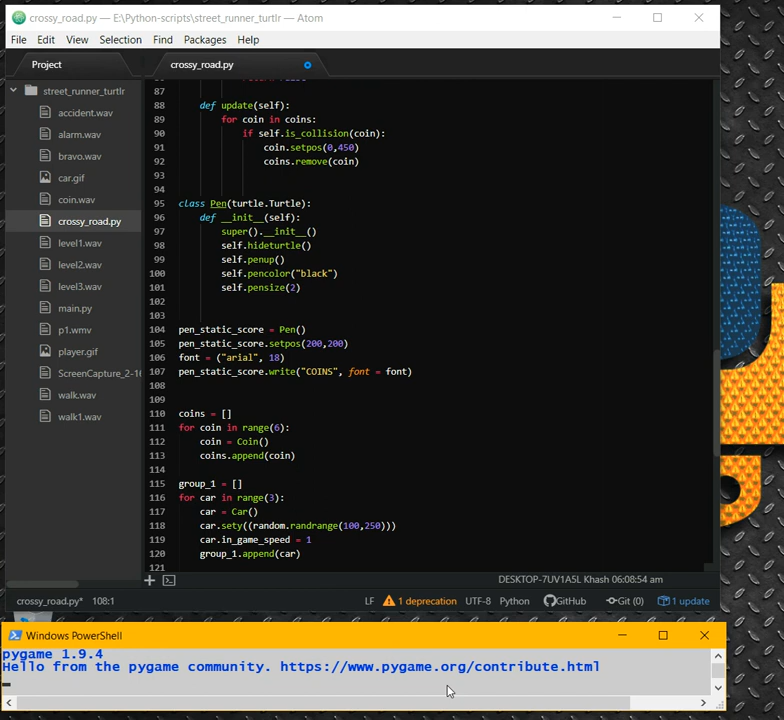 crossy_road.py — E:\Python-scripts\street_runner_turtlr — Atom
File Edit View Selection Find Packages Help
Project
crossy_road.py
street_runner_turtlr
accident.wav
alarm.wav
bravo.wav
car.gif
coin.wav
crossy_road.py
level1.wav
level2.wav
level3.wav
main.py
p1.wmv
player.gif
ScreenCapture_2-1
walk.wav
walk1.wav
87
88 def update(self):
89 for coin in coins:
90 if self.is_collision(coin):
91 coin.setpos(0,450)
92 coins.remove(coin)
93
94
95 class Pen(turtle.Turtle):
96 def __init__(self):
97 super().__init__()
98 self.hideturtle()
99 self.penup()
100 self.pencolor("black")
101 self.pensize(2)
102
103
104 pen_static_score = Pen()
105 pen_static_score.setpos(200,200)
106 font = ("arial", 18)
107 pen_static_score.write("COINS", font = font)
108
109
110 coins = []
111 for coin in range(6):
112 coin = Coin()
113 coins.append(coin)
114
115 group_1 = []
116 for car in range(3):
117 car = Car()
118 car.sety((random.randrange(100,250)))
119 car.in_game_speed = 1
120 group_1.append(car)
121
DESKTOP-7UV1A5L Khash 06:08:54 am
crossy_road.py* 108:1 LF 1 deprecation UTF-8 Python GitHub Git (0) 1 update
Windows PowerShell
pygame 1.9.4
Hello from the pygame community. https://www.pygame.org/contribute.html